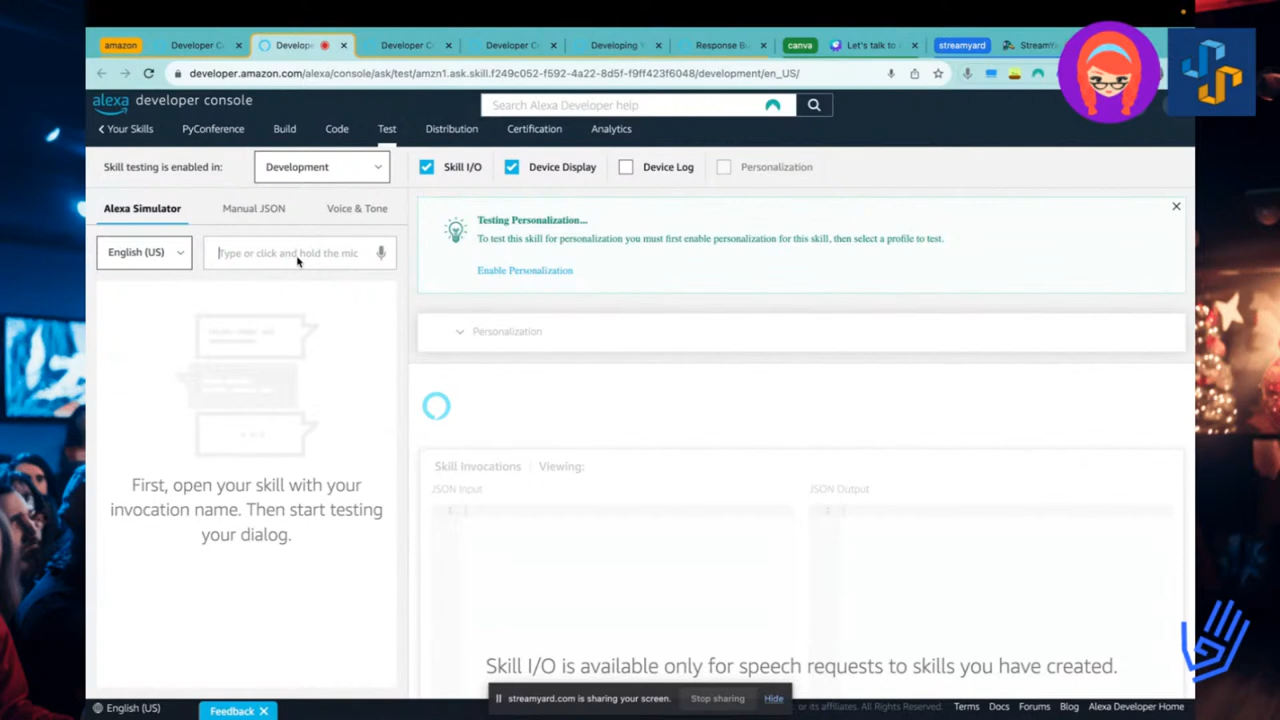 amazon
Developer C
Develope
Developer C
Developer C
Developing
Response B
canva
Let's talk to
streamyard
StreamY
developer.amazon.com/alexa/console/ask/test/amzn1.ask.skill.f249c052-f592-4a22-8d5f-f9ff423f6048/development/en_US/
alexa developer console
Search Alexa Developer help
Your Skills
PyConference
Build
Code
Test
Distribution
Certification
Analytics
Skill testing is enabled in:
Development
Skill I/O
Device Display
Device Log
Personalization
Alexa Simulator
Manual JSON
Voice & Tone
Testing Personalization...
To test this skill for personalization you must first enable personalization for this skill, then select a profile to test.
Enable Personalization
English (US)
Type or click and hold the mic
Personalization
First, open your skill with your
invocation name. Then start testing
your dialog.
Skill Invocations
Viewing:
JSON Input
JSON Output
1
1
Skill I/O is available only for speech requests to skills you have created.
streamyard.com is sharing your screen.
Stop sharing
Hide
English (US)
Feedback
or its affiliates. All Rights Reserved.
Terms
Docs
Forums
Blog
Alexa Developer Home